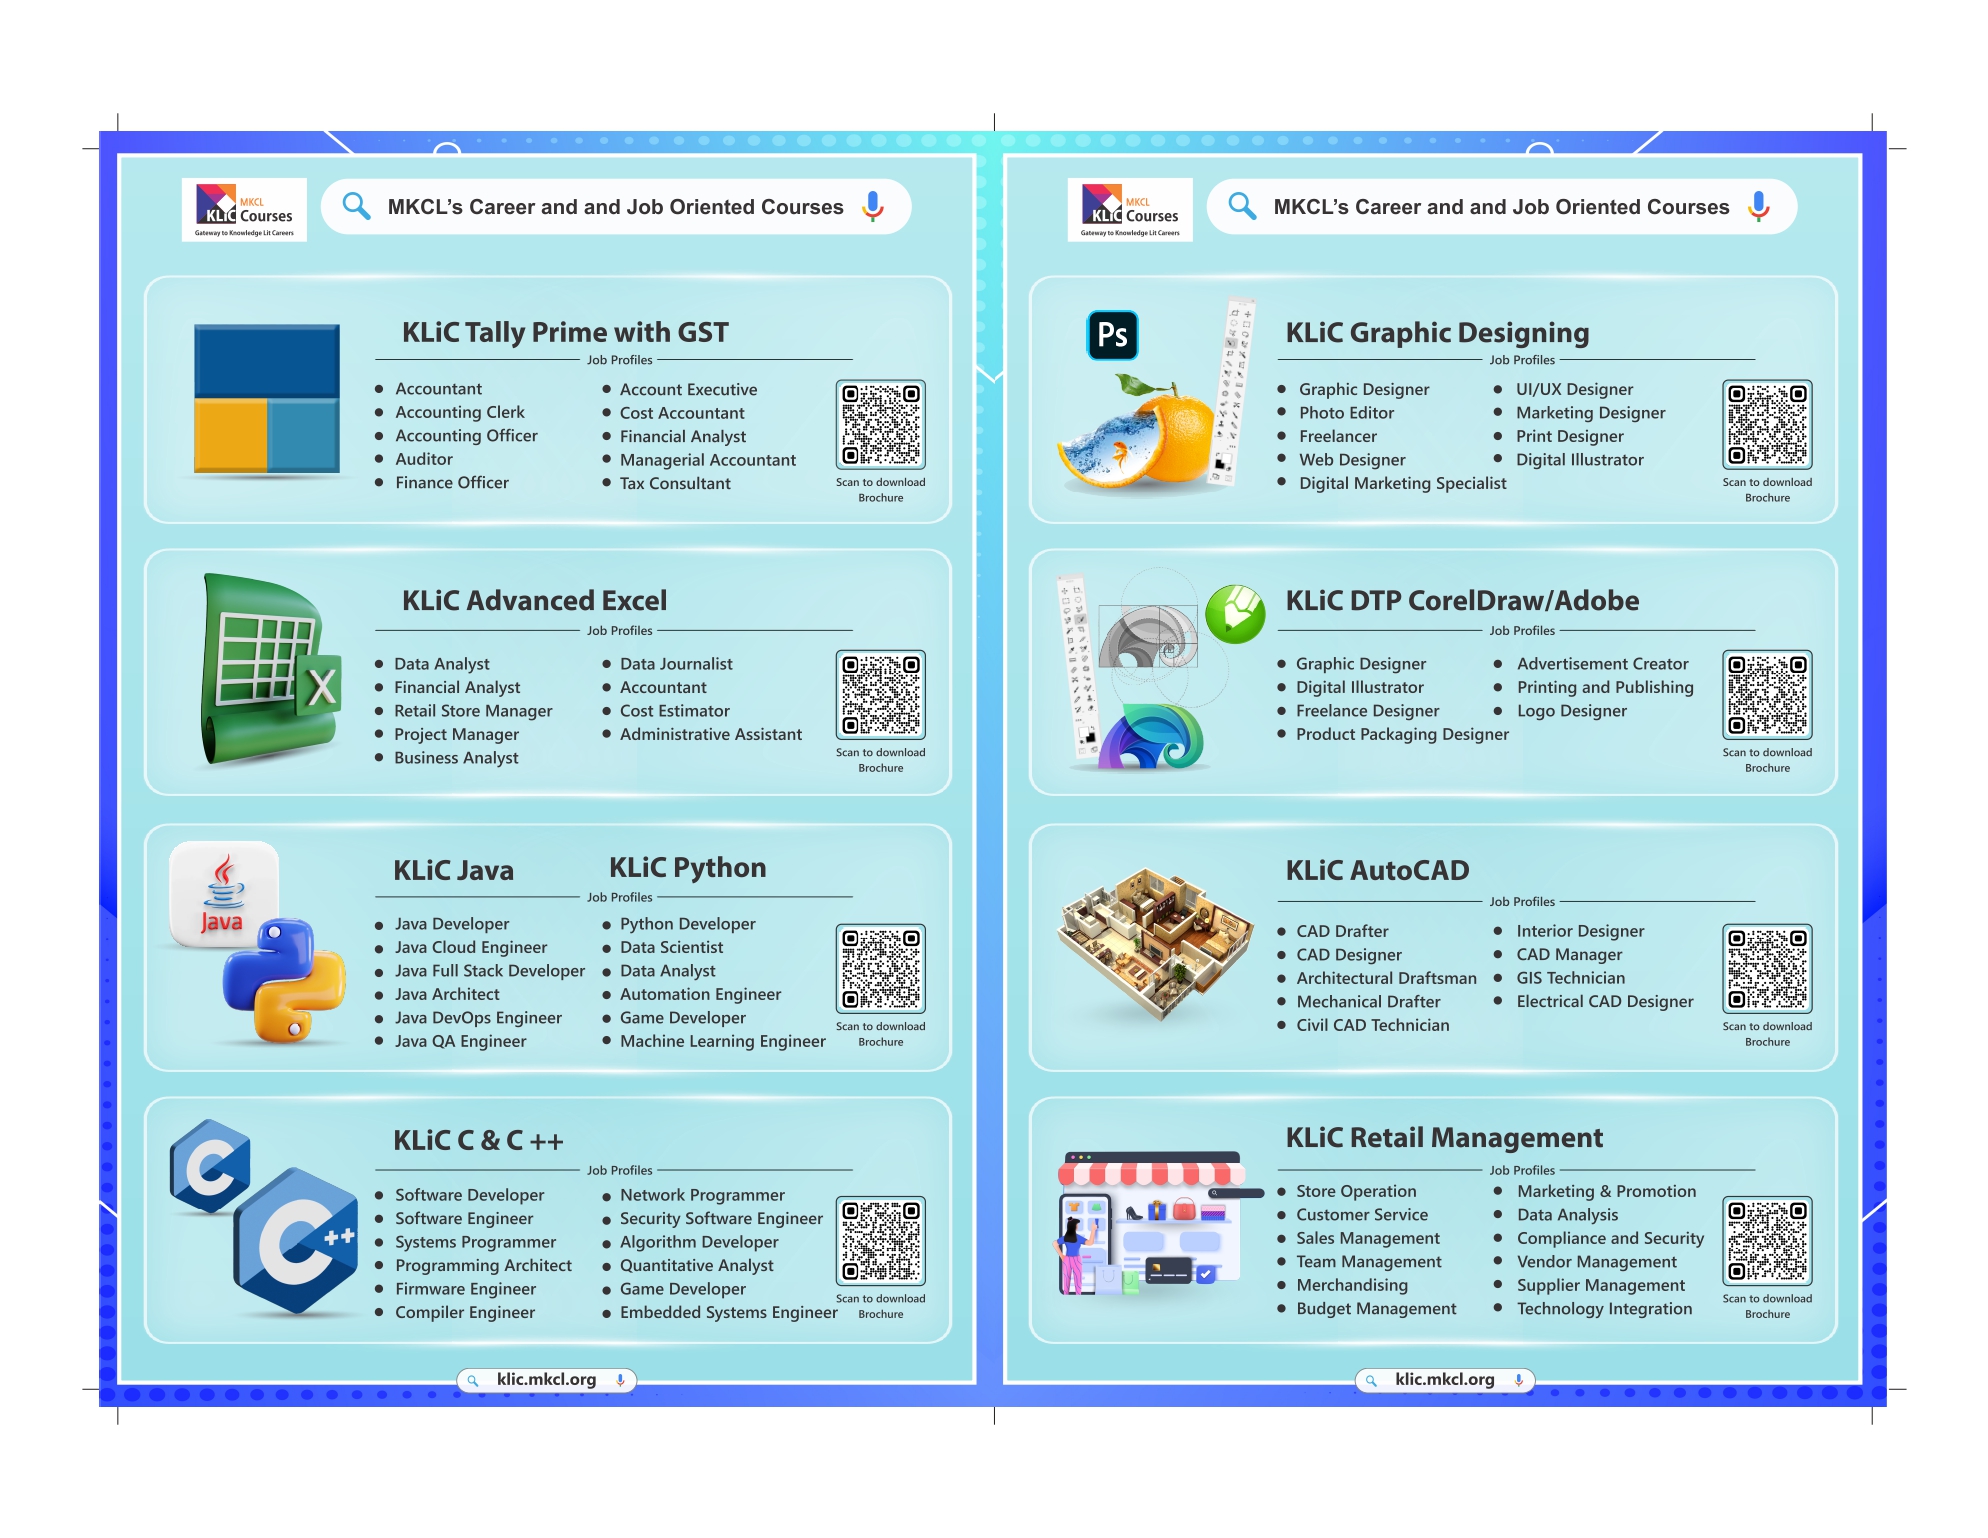 MKCL
KLiC Courses
Gateway to Knowledge Lit Careers
MKCL's Career and and Job Oriented Courses
KLiC Tally Prime with GST
Job Profiles
Accountant
Accounting Clerk
Accounting Officer
Auditor
Finance Officer
Account Executive
Cost Accountant
Financial Analyst
Managerial Accountant
Tax Consultant
Scan to download
Brochure
KLiC Advanced Excel
Job Profiles
X
Data Analyst
Financial Analyst
Retail Store Manager
Project Manager
Business Analyst
Data Journalist
Accountant
Cost Estimator
Administrative Assistant
Scan to download
Brochure
Java
KLiC Java
KLiC Python
Job Profiles
Java Developer
Java Cloud Engineer
Java Full Stack Developer
Java Architect
Java DevOps Engineer
Java QA Engineer
Python Developer
Data Scientist
Data Analyst
Automation Engineer
Game Developer
Machine Learning Engineer
Scan to download
Brochure
C
C++
KLiC C & C ++
Job Profiles
Software Developer
Software Engineer
Systems Programmer
Programming Architect
Firmware Engineer
Compiler Engineer
Network Programmer
Security Software Engineer
Algorithm Developer
Quantitative Analyst
Game Developer
Embedded Systems Engineer
Scan to download
Brochure
klic.mkcl.org
MKCL
KLiC Courses
Gateway to Knowledge Lit Careers
MKCL's Career and and Job Oriented Courses
Ps
KLiC Graphic Designing
Job Profiles
Graphic Designer
Photo Editor
Freelancer
Web Designer
Digital Marketing Specialist
UI/UX Designer
Marketing Designer
Print Designer
Digital Illustrator
Scan to download
Brochure
KLiC DTP CorelDraw/Adobe
Job Profiles
Graphic Designer
Digital Illustrator
Freelance Designer
Product Packaging Designer
Advertisement Creator
Printing and Publishing
Logo Designer
Scan to download
Brochure
KLiC AutoCAD
Job Profiles
CAD Drafter
CAD Designer
Architectural Draftsman
Mechanical Drafter
Civil CAD Technician
Interior Designer
CAD Manager
GIS Technician
Electrical CAD Designer
Scan to download
Brochure
KLiC Retail Management
Job Profiles
Store Operation
Customer Service
Sales Management
Team Management
Merchandising
Budget Management
Marketing & Promotion
Data Analysis
Compliance and Security
Vendor Management
Supplier Management
Technology Integration
Scan to download
Brochure
klic.mkcl.org